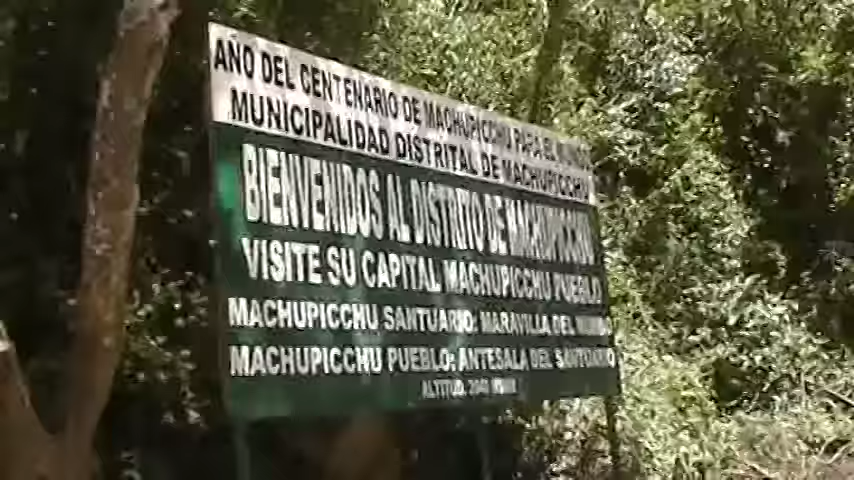 AÑO DEL CENTENARIO DE MACHUPICCHU PARA EL MUNDO
MUNICIPALIDAD DISTRITAL DE MACHUPICCHU
BIENVENIDOS AL DISTRITO DE MACHUPICCHU
VISITE SU CAPITAL MACHUPICCHU PUEBLO
MACHUPICCHU SANTUARIO: MARAVILLA DEL MUNDO
MACHUPICCHU PUEBLO: ANTESALA DEL SANTUARIO
ALTITUD.